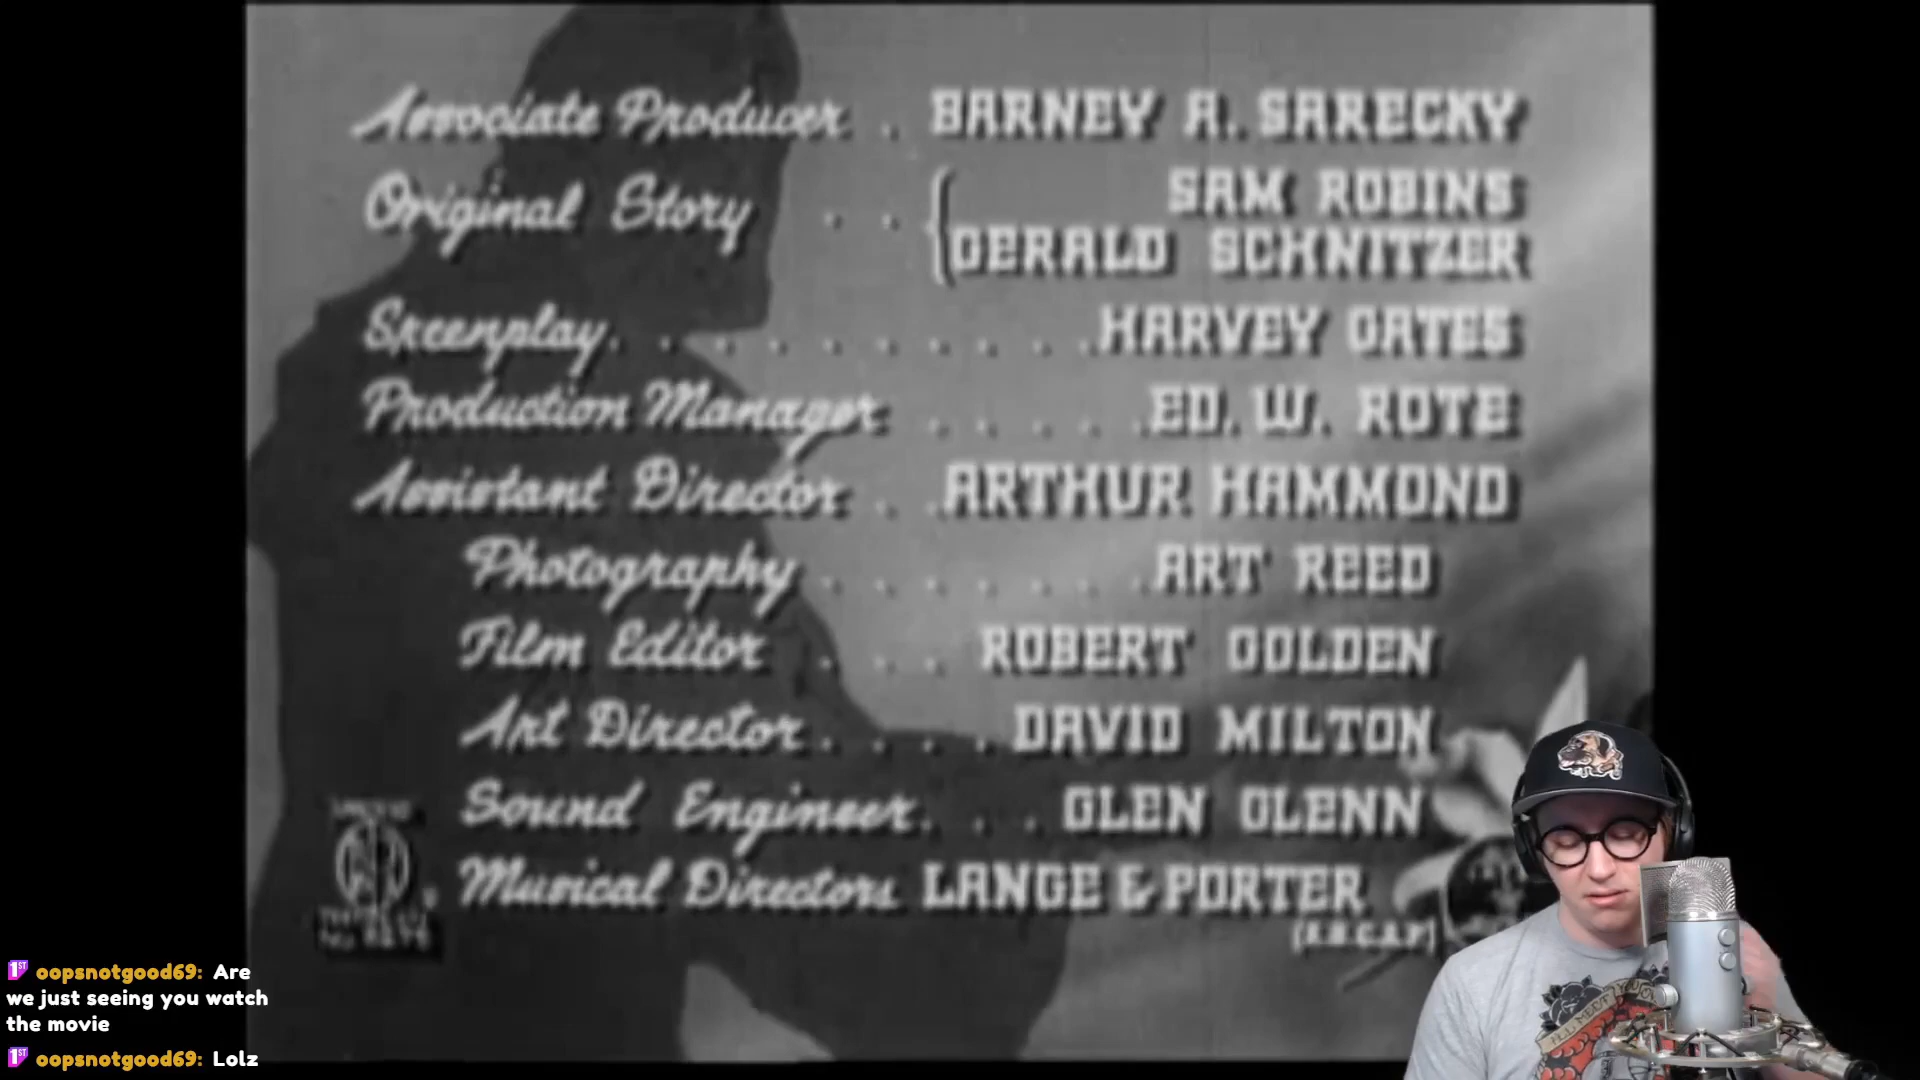 Associate Producer . BARNEY A. SARECKY
Original Story . . { SAM ROBINS
GERALD SCHNITZER
Screenplay. . . . . . . . . . HARVEY GATES
Production Manager . . . . . ED. W. ROTE
Assistant Director . . ARTHUR HAMMOND
Photography . . . . . . . ART REED
Film Editor . . . ROBERT GOLDEN
Art Director. . . . DAVID MILTON
Sound Engineer. . . GLEN GLENN
Musical Directors LANGE & PORTER
(A.S.C.A.P.)
1ST oopsnotgood69: Are
we just seeing you watch
the movie
1ST oopsnotgood69: Lolz